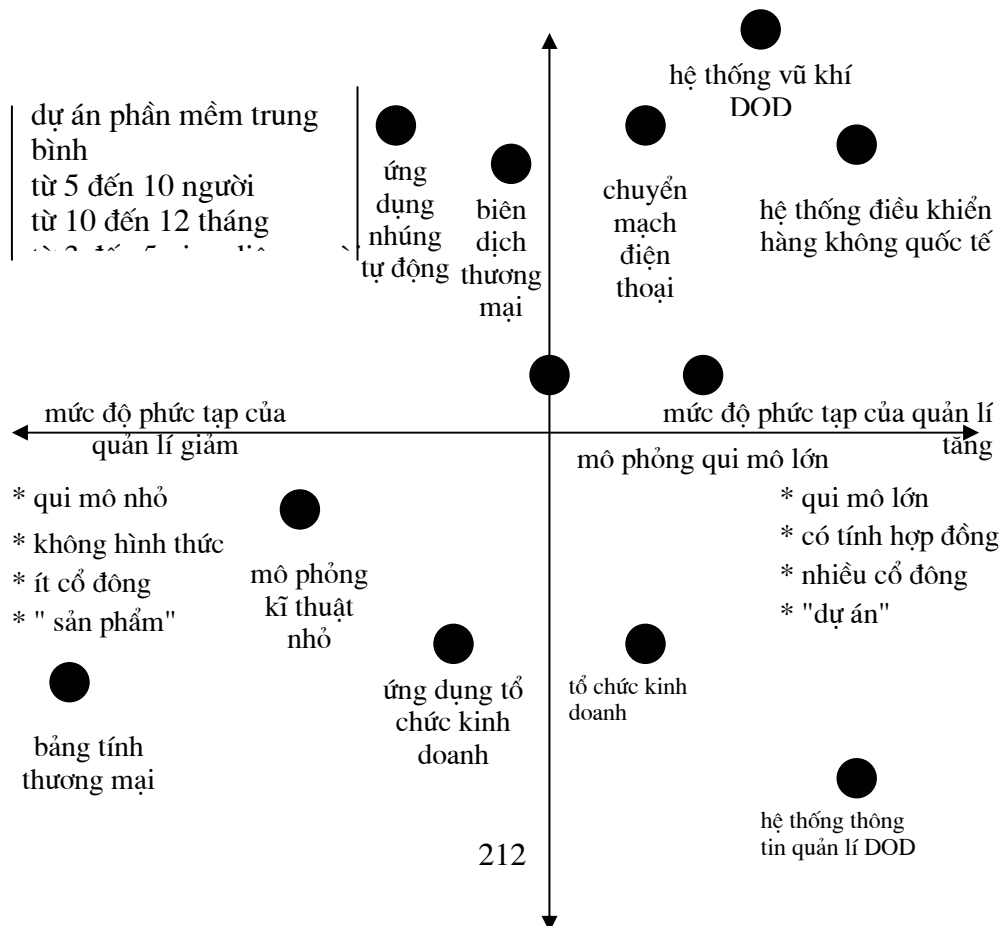 hệ thống vũ khí
DOD
dự án phần mềm trung
bình
từ 5 đến 10 người
từ 10 đến 12 tháng
ứng
dụng
nhúng
tự động
biên
dịch
thương
mại
chuyển
mạch
điện
thoại
hệ thống điều khiển
hàng không quốc tế
mức độ phức tạp của
quản lí giảm
mức độ phức tạp của quản lí
tăng
mô phỏng qui mô lớn
* qui mô nhỏ
* không hình thức
* ít cổ đông
* " sản phẩm"
* qui mô lớn
* có tính hợp đồng
* nhiều cổ đông
* "dự án"
mô phỏng
kĩ thuật
nhỏ
bảng tính
thương mại
ứng dụng tổ
chức kinh
doanh
tổ chức kinh
doanh
hệ thống thông
tin quản lí DOD
212